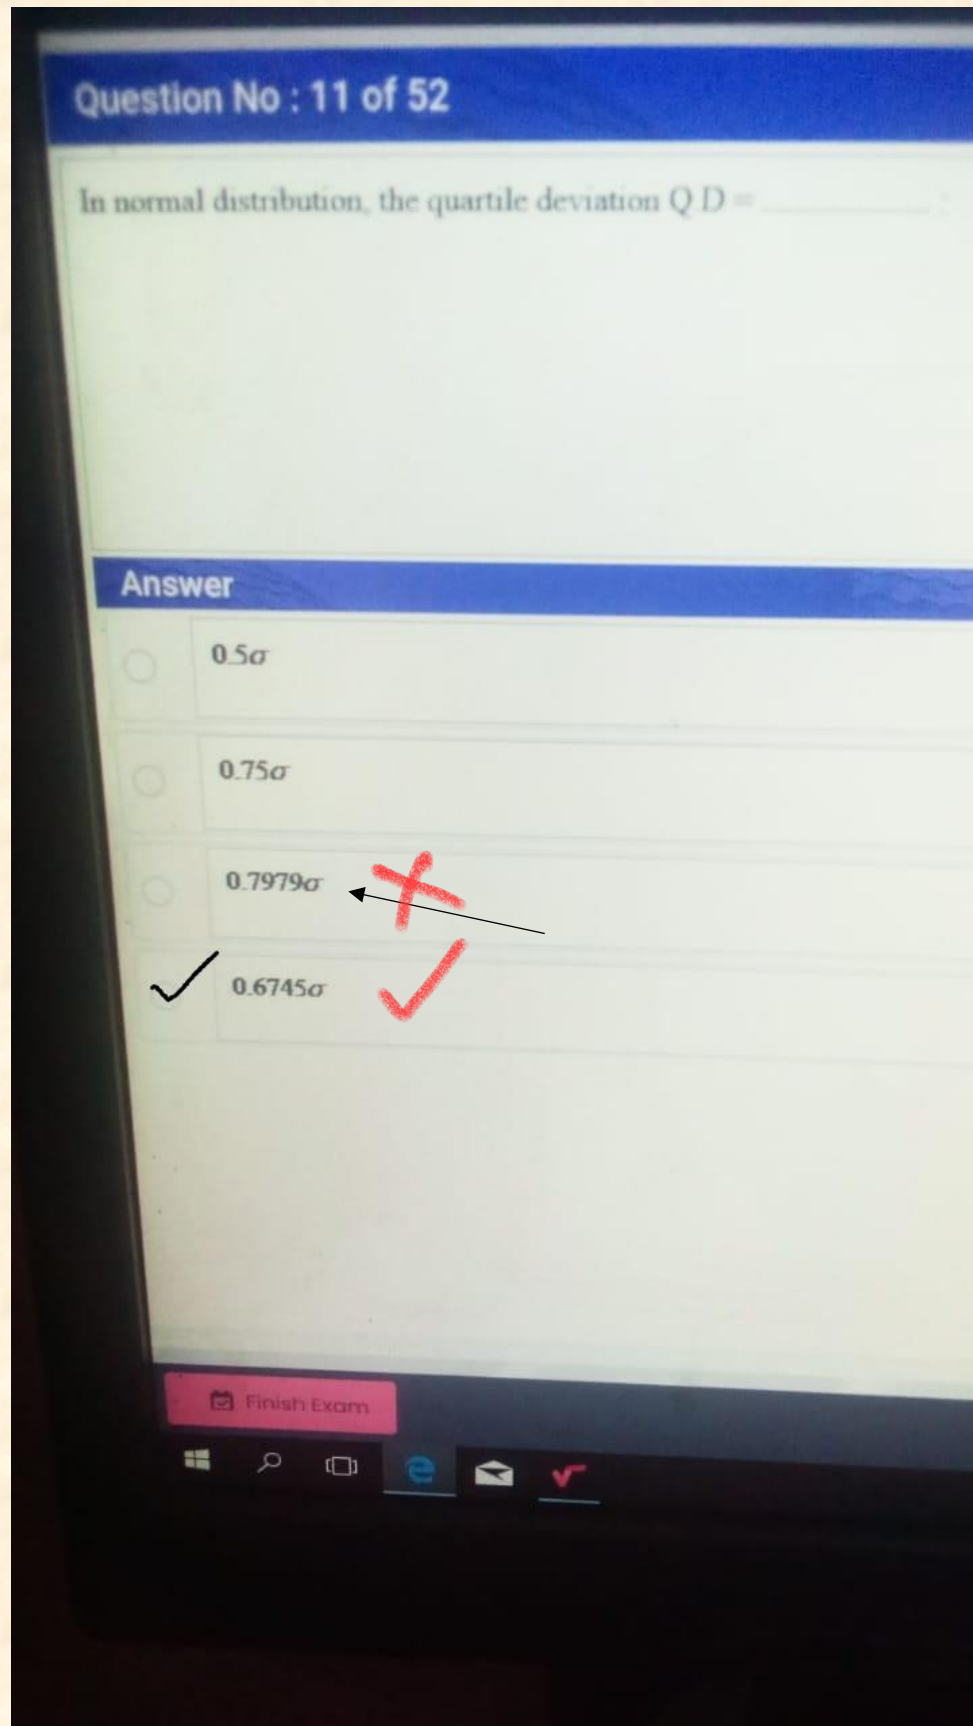 Question No : 11 of 52
In normal distribution, the quartile deviation Q D = __________ :
Answer
0.5σ
0.75σ
0.7979σ
0.6745σ
Finish Exam